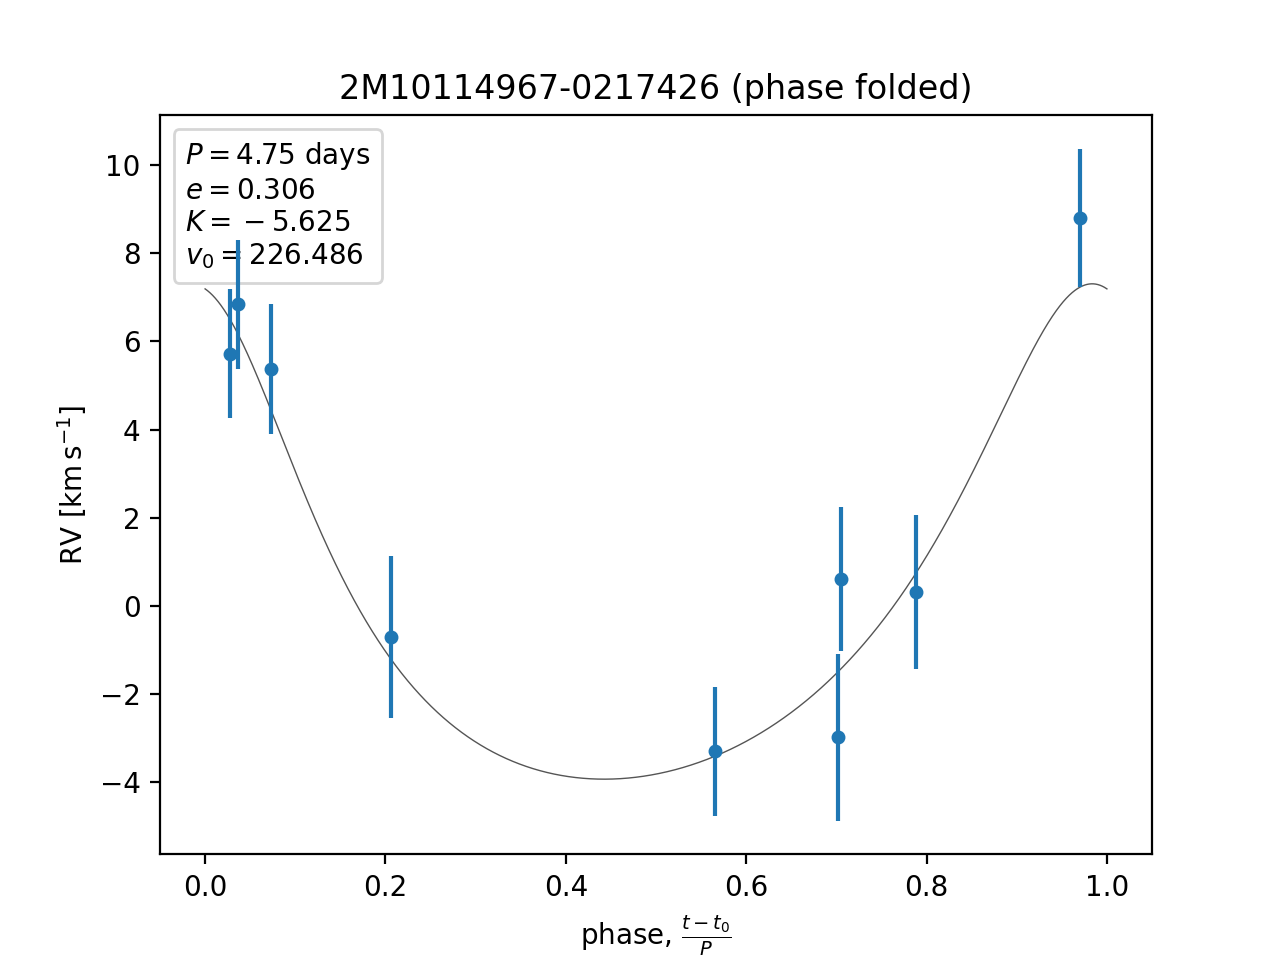 2M10114967-0217426 (phase folded)
P = 4.75 days
e = 0.306
K = −5.625
v₀ = 226.486
RV [km s⁻¹]
10
8
6
4
2
0
−2
−4
0.0 0.2 0.4 0.6 0.8 1.0
phase, (t − t₀)/P